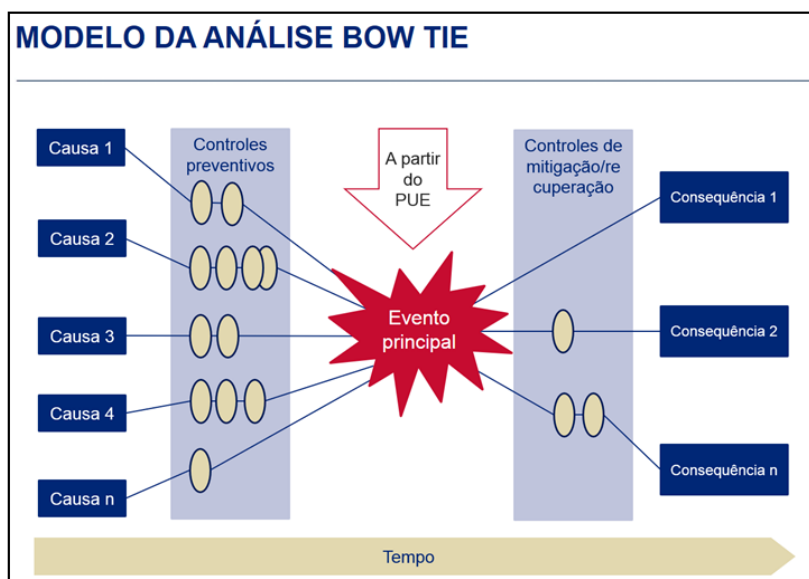 MODELO DA ANÁLISE BOW TIE
Causa 1
Causa 2
Causa 3
Causa 4
Causa n
Controles
preventivos
A partir
do
PUE
Evento
principal
Controles de
mitigação/re
cuperação
Consequência 1
Consequência 2
Consequência n
Tempo